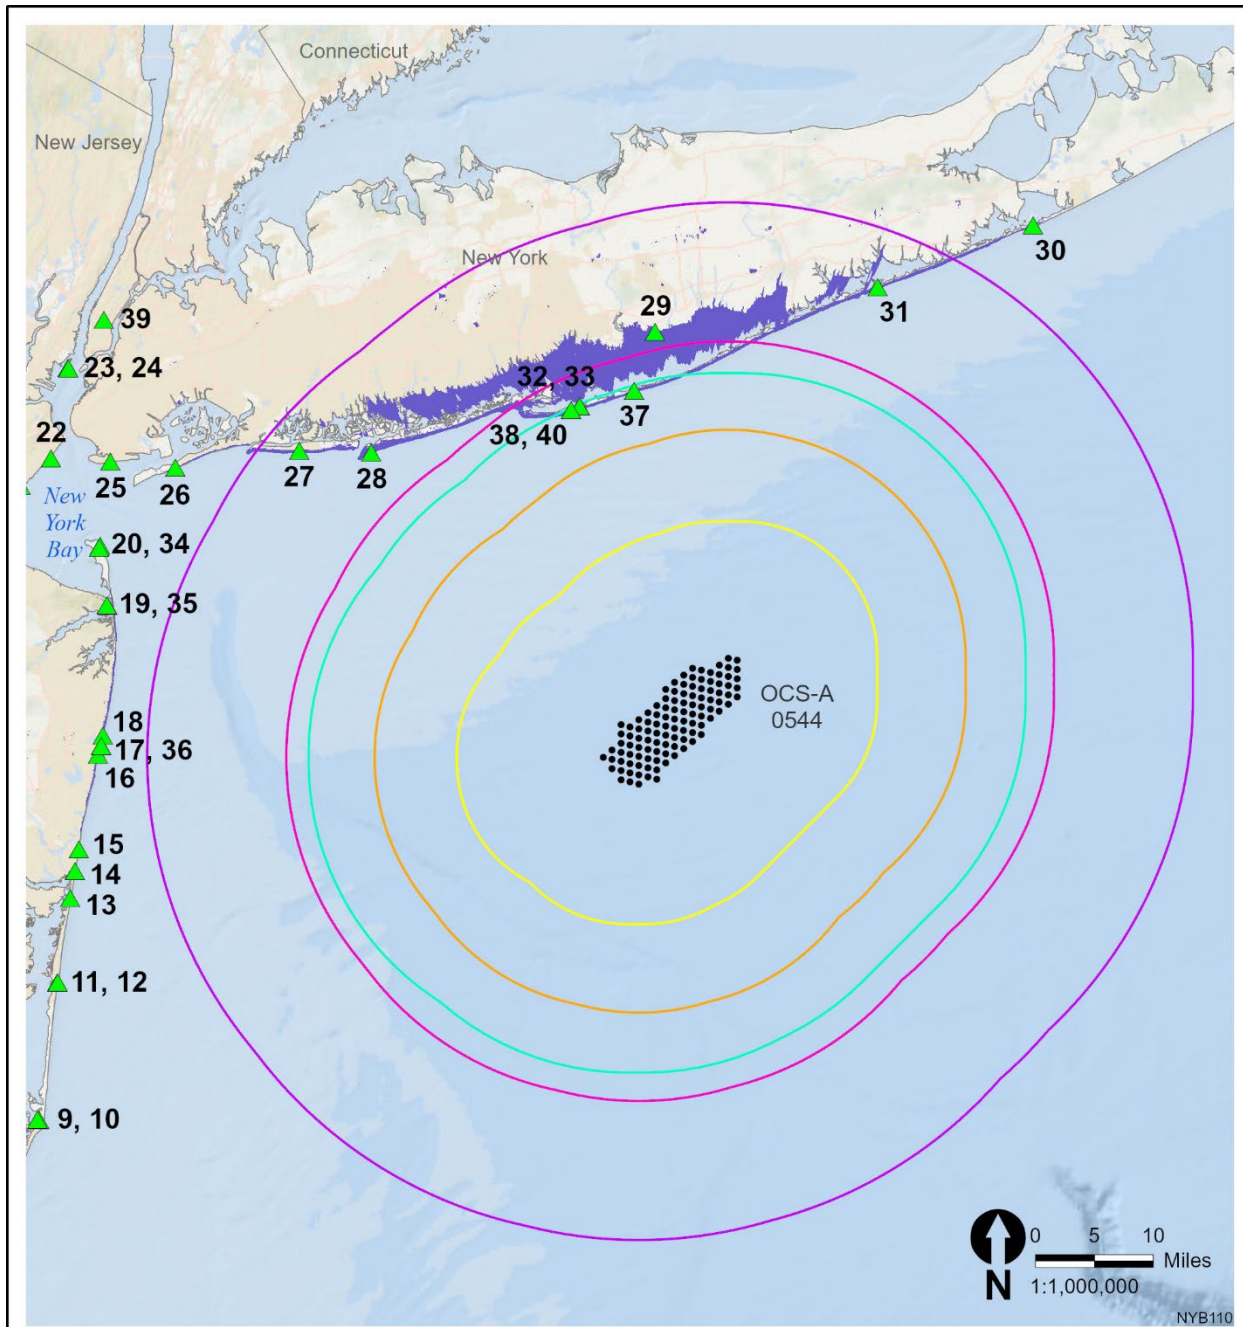 Connecticut
New Jersey
New York
30
31
29
39
23, 24
32, 33
37
38, 40
22
25
26
27
28
New
York
Bay
20, 34
19, 35
OCS-A
0544
18
17, 36
16
15
14
13
11, 12
9, 10
0 5 10
Miles
1:1,000,000
N
NYB110